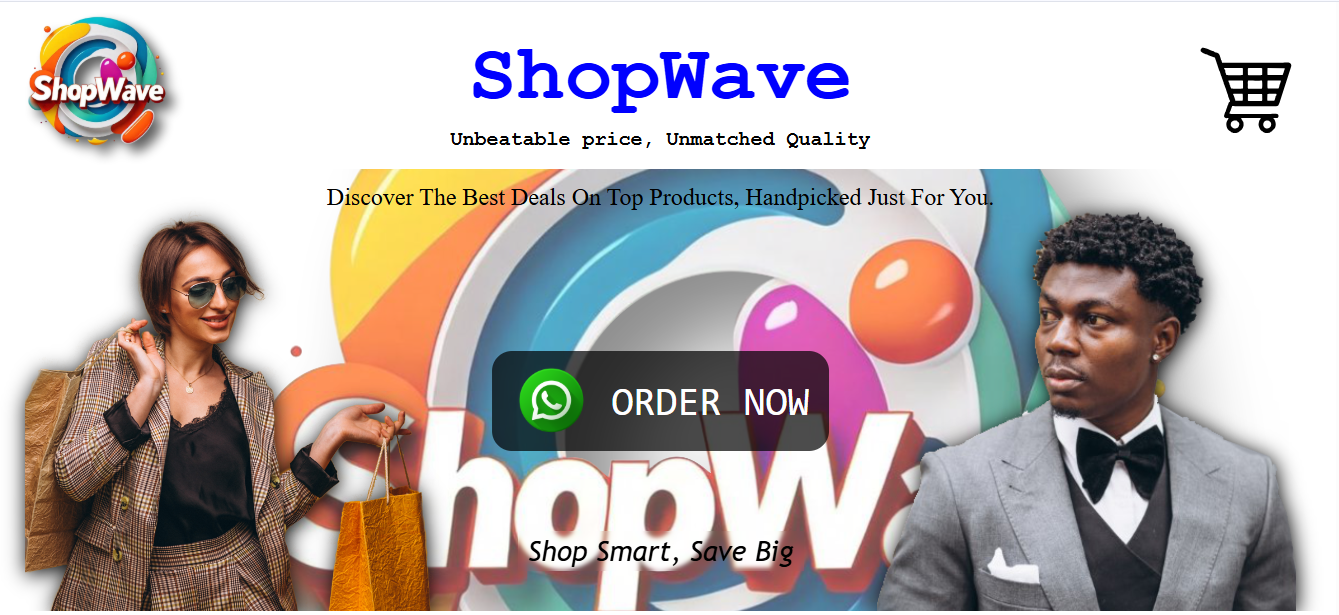 ShopWave
ShopWave
Unbeatable price, Unmatched Quality
Discover The Best Deals On Top Products, Handpicked Just For You.
ORDER NOW
ShopWa
Shop Smart, Save Big